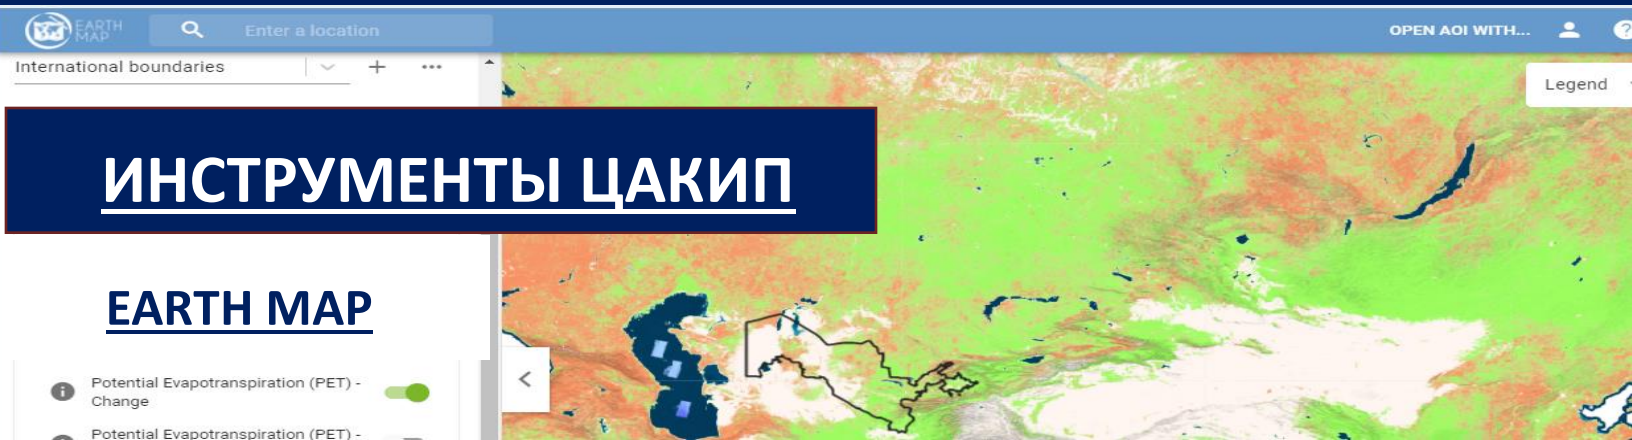 EARTH
MAP
Enter a location
OPEN AOI WITH...
?
International boundaries
Legend
ИНСТРУМЕНТЫ ЦАКИП
EARTH MAP
Potential Evapotranspiration (PET) -
Change
Potential Evapotranspiration (PET) -